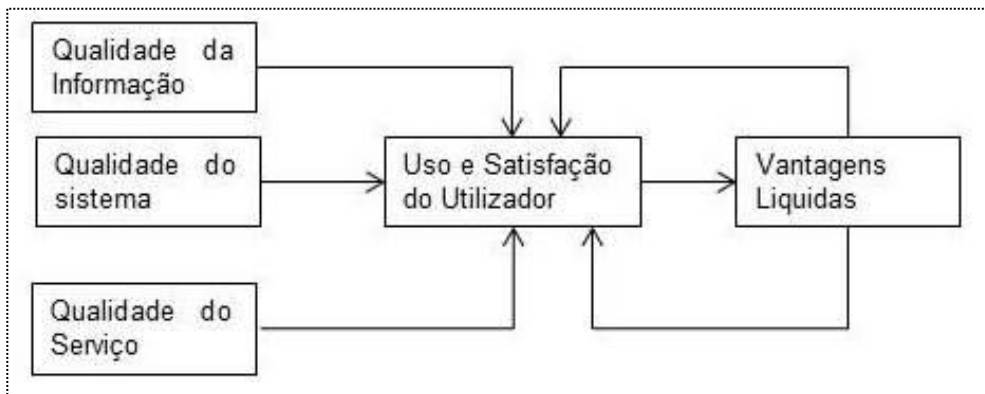 Qualidade da
Informação
Qualidade do
sistema
Qualidade do
Serviço
Uso e Satisfação
do Utilizador
Vantagens
Liquidas